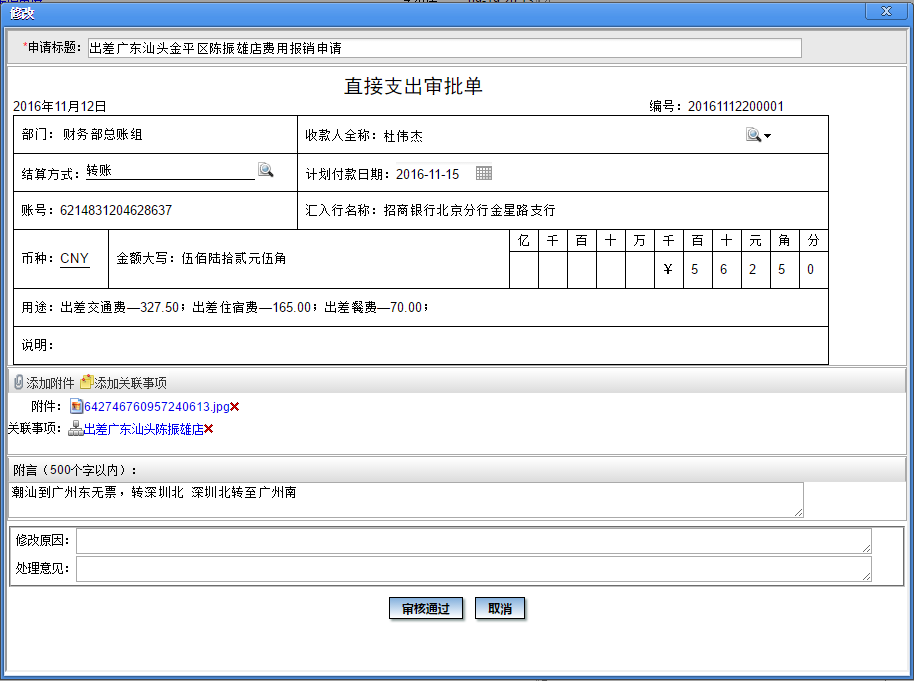 修改
*申请标题：出差广东汕头金平区陈振雄店费用报销申请
直接支出审批单
2016年11月12日 编号：20161112200001
部门：财务部总账组 收款人全称：杜伟杰
结算方式：转账 计划付款日期：2016-11-15
账号：6214831204628637 汇入行名称：招商银行北京分行金星路支行
亿 千 百 十 万 千 百 十 元 角 分
币种：CNY 金额大写：伍佰陆拾贰元伍角 ￥ 5 6 2 5 0
用途：出差交通费—327.50；出差住宿费—165.00；出差餐费—70.00；
说明：
添加附件 添加关联事项
附件：642746760957240613.jpg
关联事项：出差广东汕头陈振雄店
附言（500个字以内）：
潮汕到广州东无票，转深圳北 深圳北转至广州南
修改原因：
处理意见：
审核通过 取消